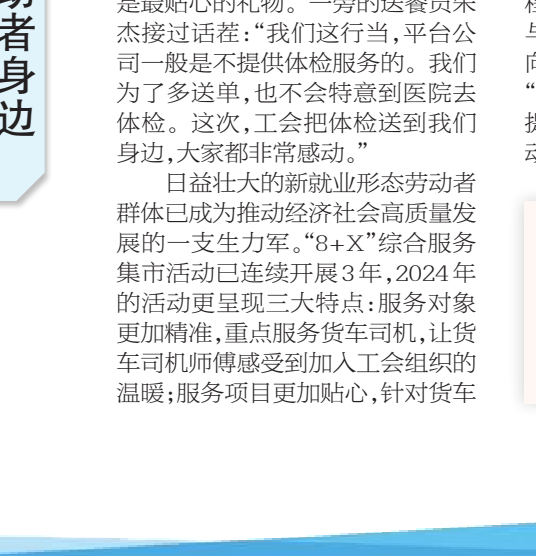 者
身
边
是最贴心的礼物。一旁的送餐员朱
杰接过话茬：“我们这行当，平台公
司一般是不提供体检服务的。我们
为了多送单，也不会特意到医院去
体检。这次，工会把体检送到我们
身边，大家都非常感动。”
日益壮大的新就业形态劳动者
群体已成为推动经济社会高质量发
展的一支生力军。“8+X”综合服务
集市活动已连续开展3年，2024年
的活动更呈现三大特点：服务对象
更加精准，重点服务货车司机，让货
车司机师傅感受到加入工会组织的
温暖；服务项目更加贴心，针对货车